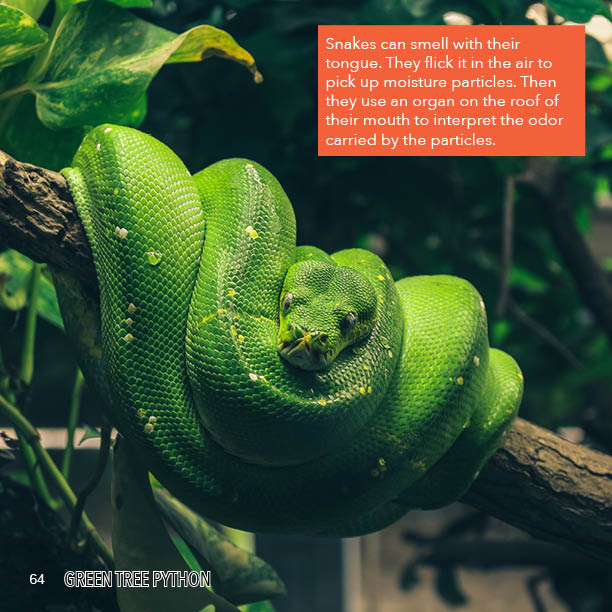 Snakes can smell with their
tongue. They flick it in the air to
pick up moisture particles. Then
they use an organ on the roof of
their mouth to interpret the odor
carried by the particles.
64 GREEN TREE PYTHON